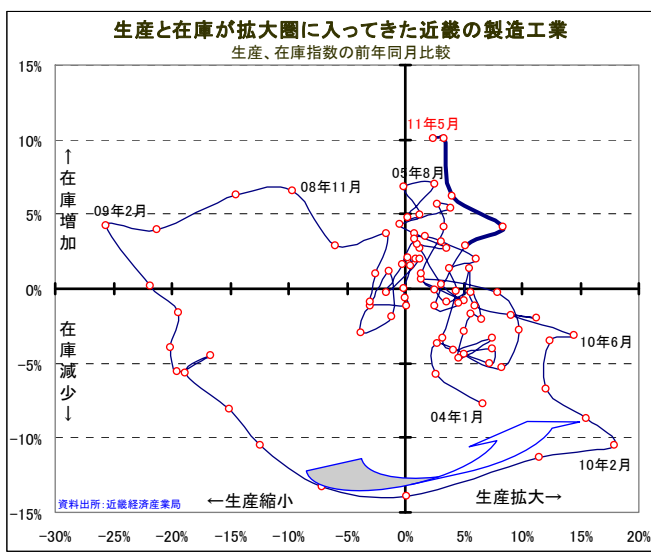 生産と在庫が拡大圏に入ってきた近畿の製造工業
生産、在庫指数の前年同月比較
15%
10%
5%
0%
-5%
-10%
-15%
↑在庫増加
在庫減少↓
11年5月
05年8月
08年11月
09年2月
10年6月
04年1月
10年2月
資料出所:近畿経済産業局
←生産縮小
生産拡大→
-30% -25% -20% -15% -10% -5% 0% 5% 10% 15% 20%